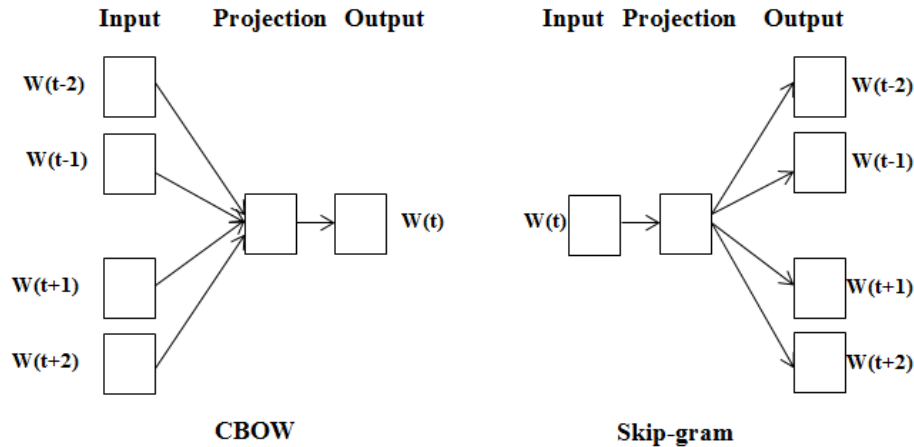 Input Projection Output Input Projection Output
W(t-2) W(t-2)
W(t-1) W(t-1)
W(t) W(t)
W(t+1) W(t+1)
W(t+2) W(t+2)
CBOW Skip-gram